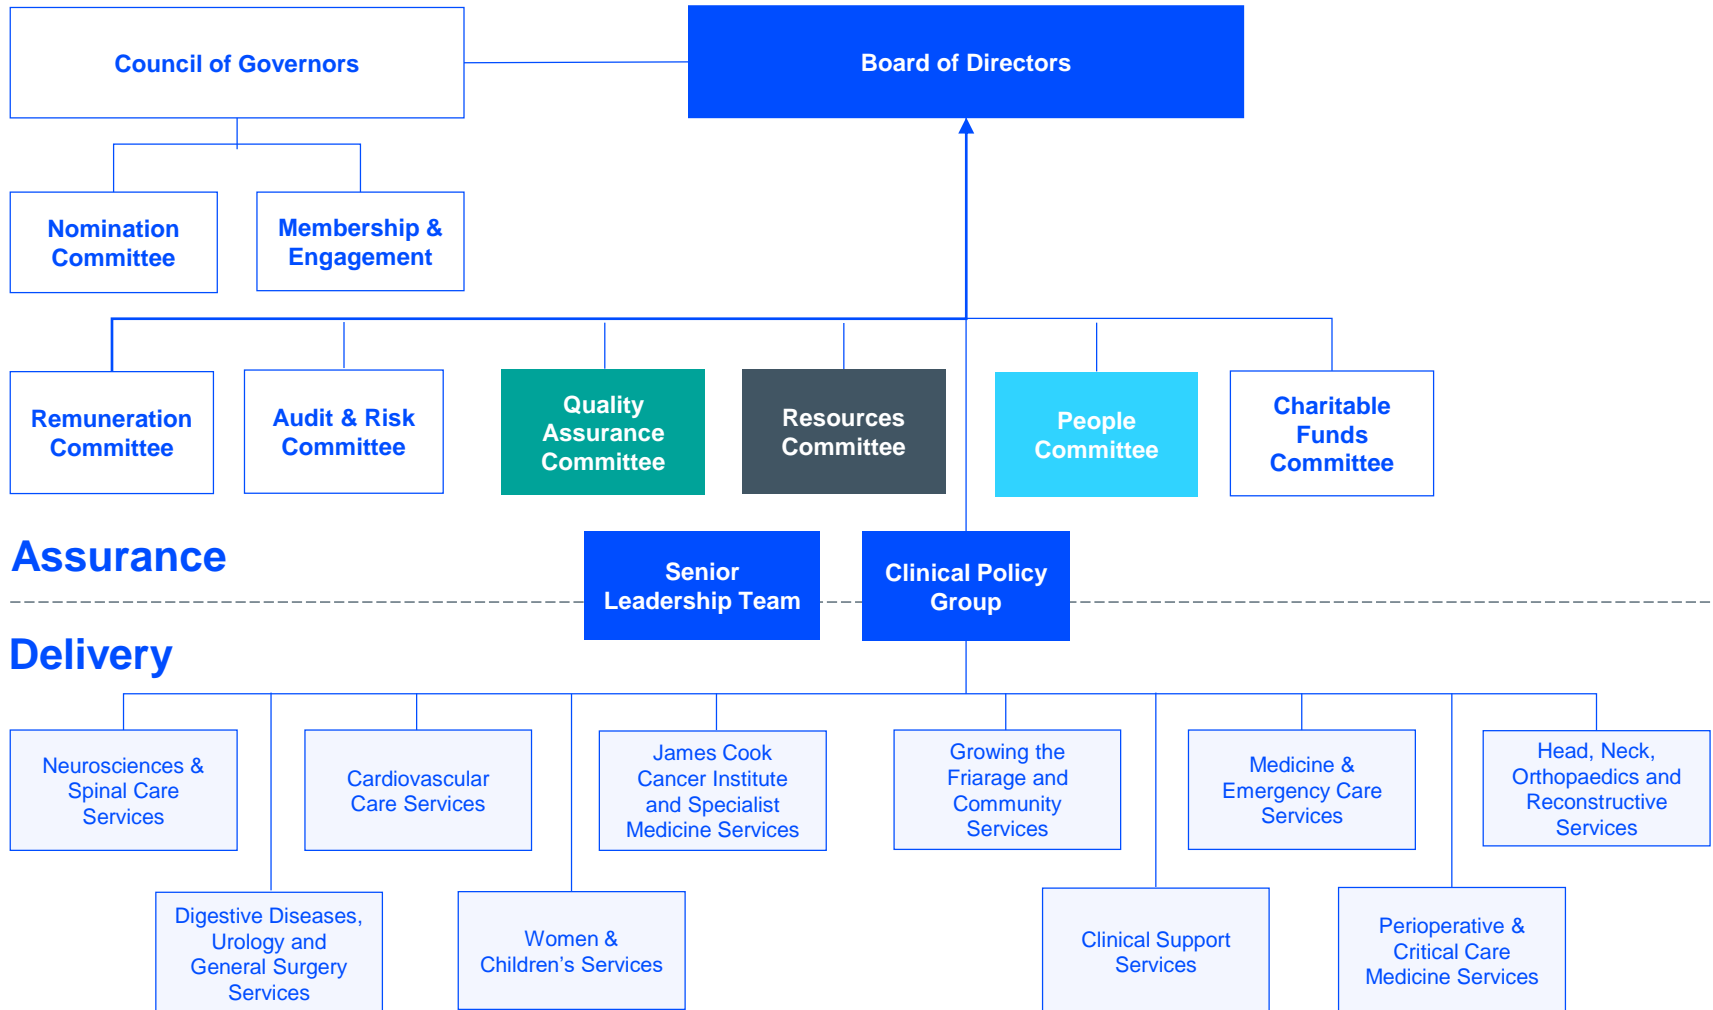 Council of Governors
Board of Directors
Nomination
Committee
Membership &
Engagement
Remuneration
Committee
Audit & Risk
Committee
Quality
Assurance
Committee
Resources
Committee
People
Committee
Charitable
Funds
Committee
Assurance
Senior
Leadership Team
Clinical Policy
Group
Delivery
Neurosciences &
Spinal Care
Services
Cardiovascular
Care Services
James Cook
Cancer Institute
and Specialist
Medicine Services
Growing the
Friarage and
Community
Services
Medicine &
Emergency Care
Services
Head, Neck,
Orthopaedics and
Reconstructive
Services
Digestive Diseases,
Urology and
General Surgery
Services
Women &
Children’s Services
Clinical Support
Services
Perioperative &
Critical Care
Medicine Services